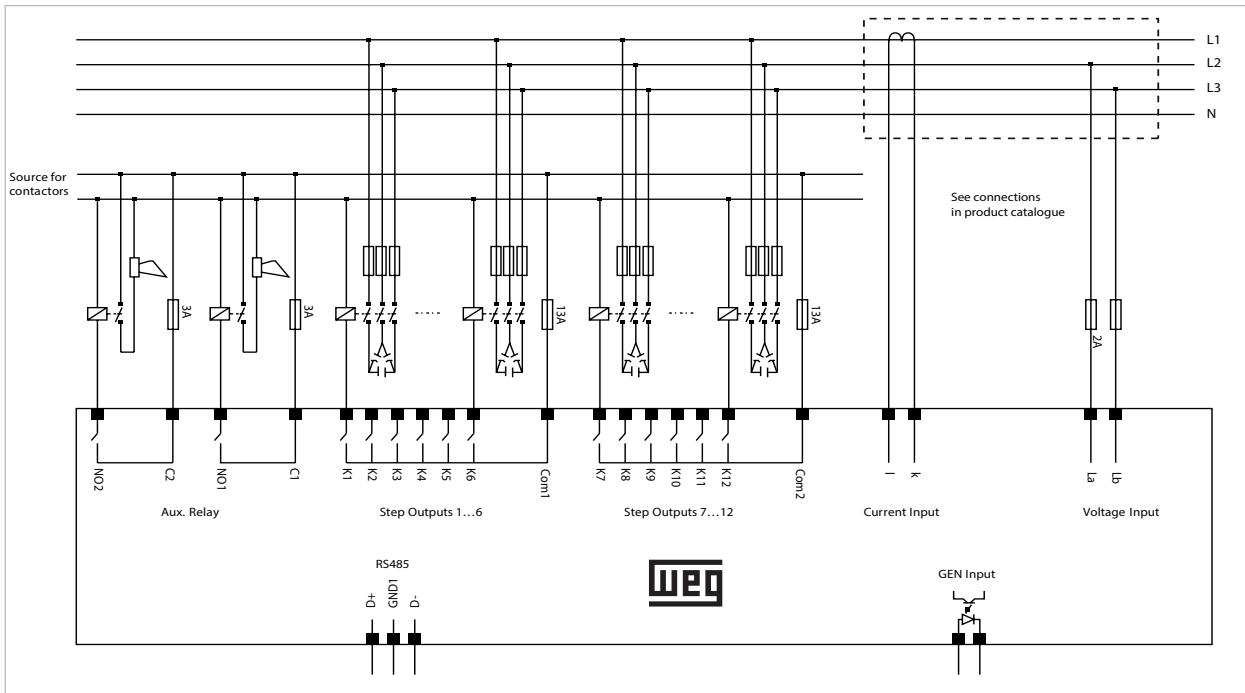 L1
L2
L3
N
Source for
contactors
See connections
in product catalogue
3A
3A
13A
13A
2A
NO2
C2
NO1
C1
K1
K2
K3
K4
K5
K6
Com1
K7
K8
K9
K10
K11
K12
Com2
l
k
La
Lb
Aux. Relay
Step Outputs 1...6
Step Outputs 7...12
Current Input
Voltage Input
RS485
D+
GND1
D-
weg
GEN Input